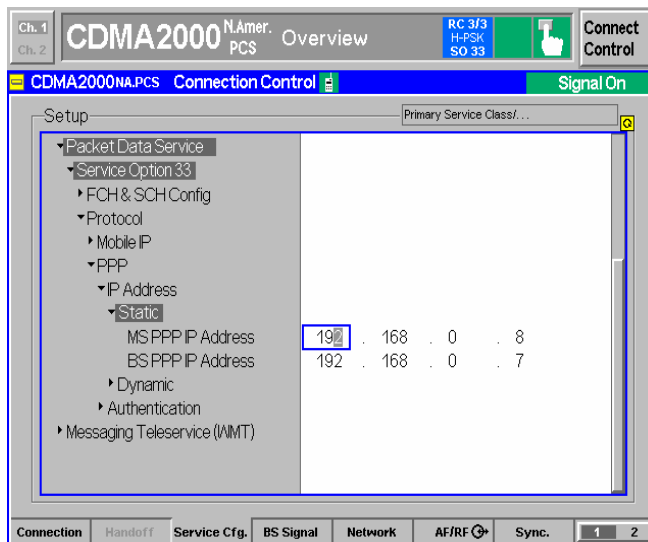 Ch. 1
Ch. 2
CDMA2000 N.Amer. PCS Overview
RC 3/3
H-PSK
SO 33
Connect Control
CDMA2000NA.PCS Connection Control
Signal On
Setup
Primary Service Class/...
Packet Data Service
Service Option 33
FCH & SCH Config
Protocol
Mobile IP
PPP
IP Address
Static
MS PPP IP Address 192 . 168 . 0 . 8
BS PPP IP Address 192 . 168 . 0 . 7
Dynamic
Authentication
Messaging Teleservice (WMT)
Connection Handoff Service Cfg. BS Signal Network AF/RF Sync. 1 2